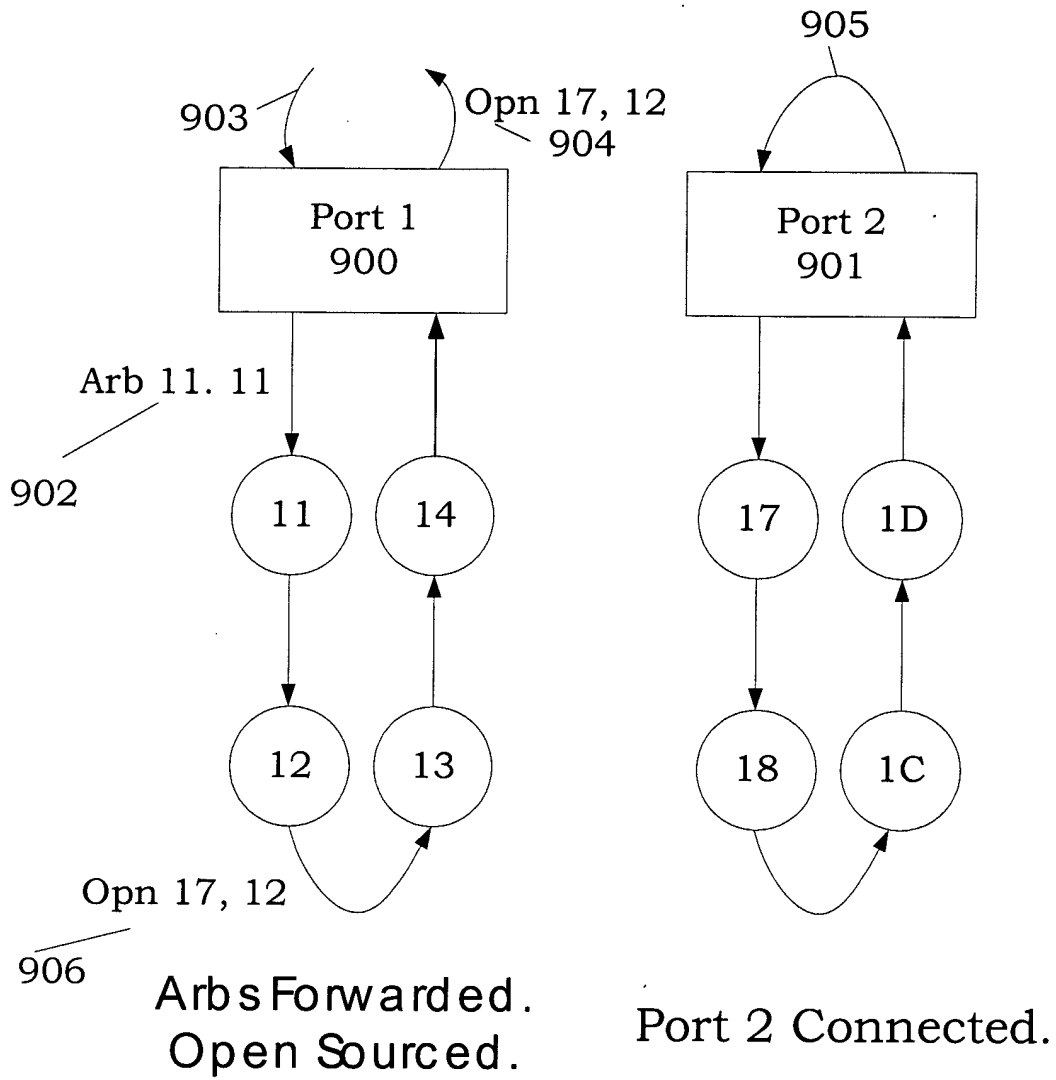 905
903
Opn 17, 12
904
Port 1
900
Port 2
901
Arb 11. 11
902
11
14
17
1D
12
13
18
1C
Opn 17, 12
906
Arbs Forwarded.
Open Sourced.
Port 2 Connected.